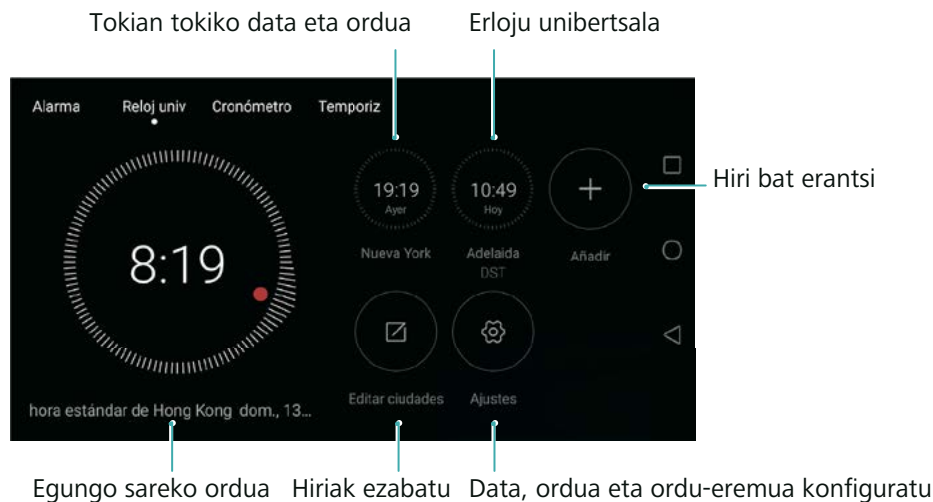 Tokian tokiko data eta ordua Erloju unibertsala
Alarma Reloj univ Cronómetro Temporiz
19:19 10:49
Ayer Hoy
Hiri bat erantsi
8:19
Nueva York Adelaida Añadir
DST
Editar ciudades Ajustes
hora estándar de Hong Kong dom., 13...
Egungo sareko ordua Hiriak ezabatu Data, ordua eta ordu-eremua konfiguratu